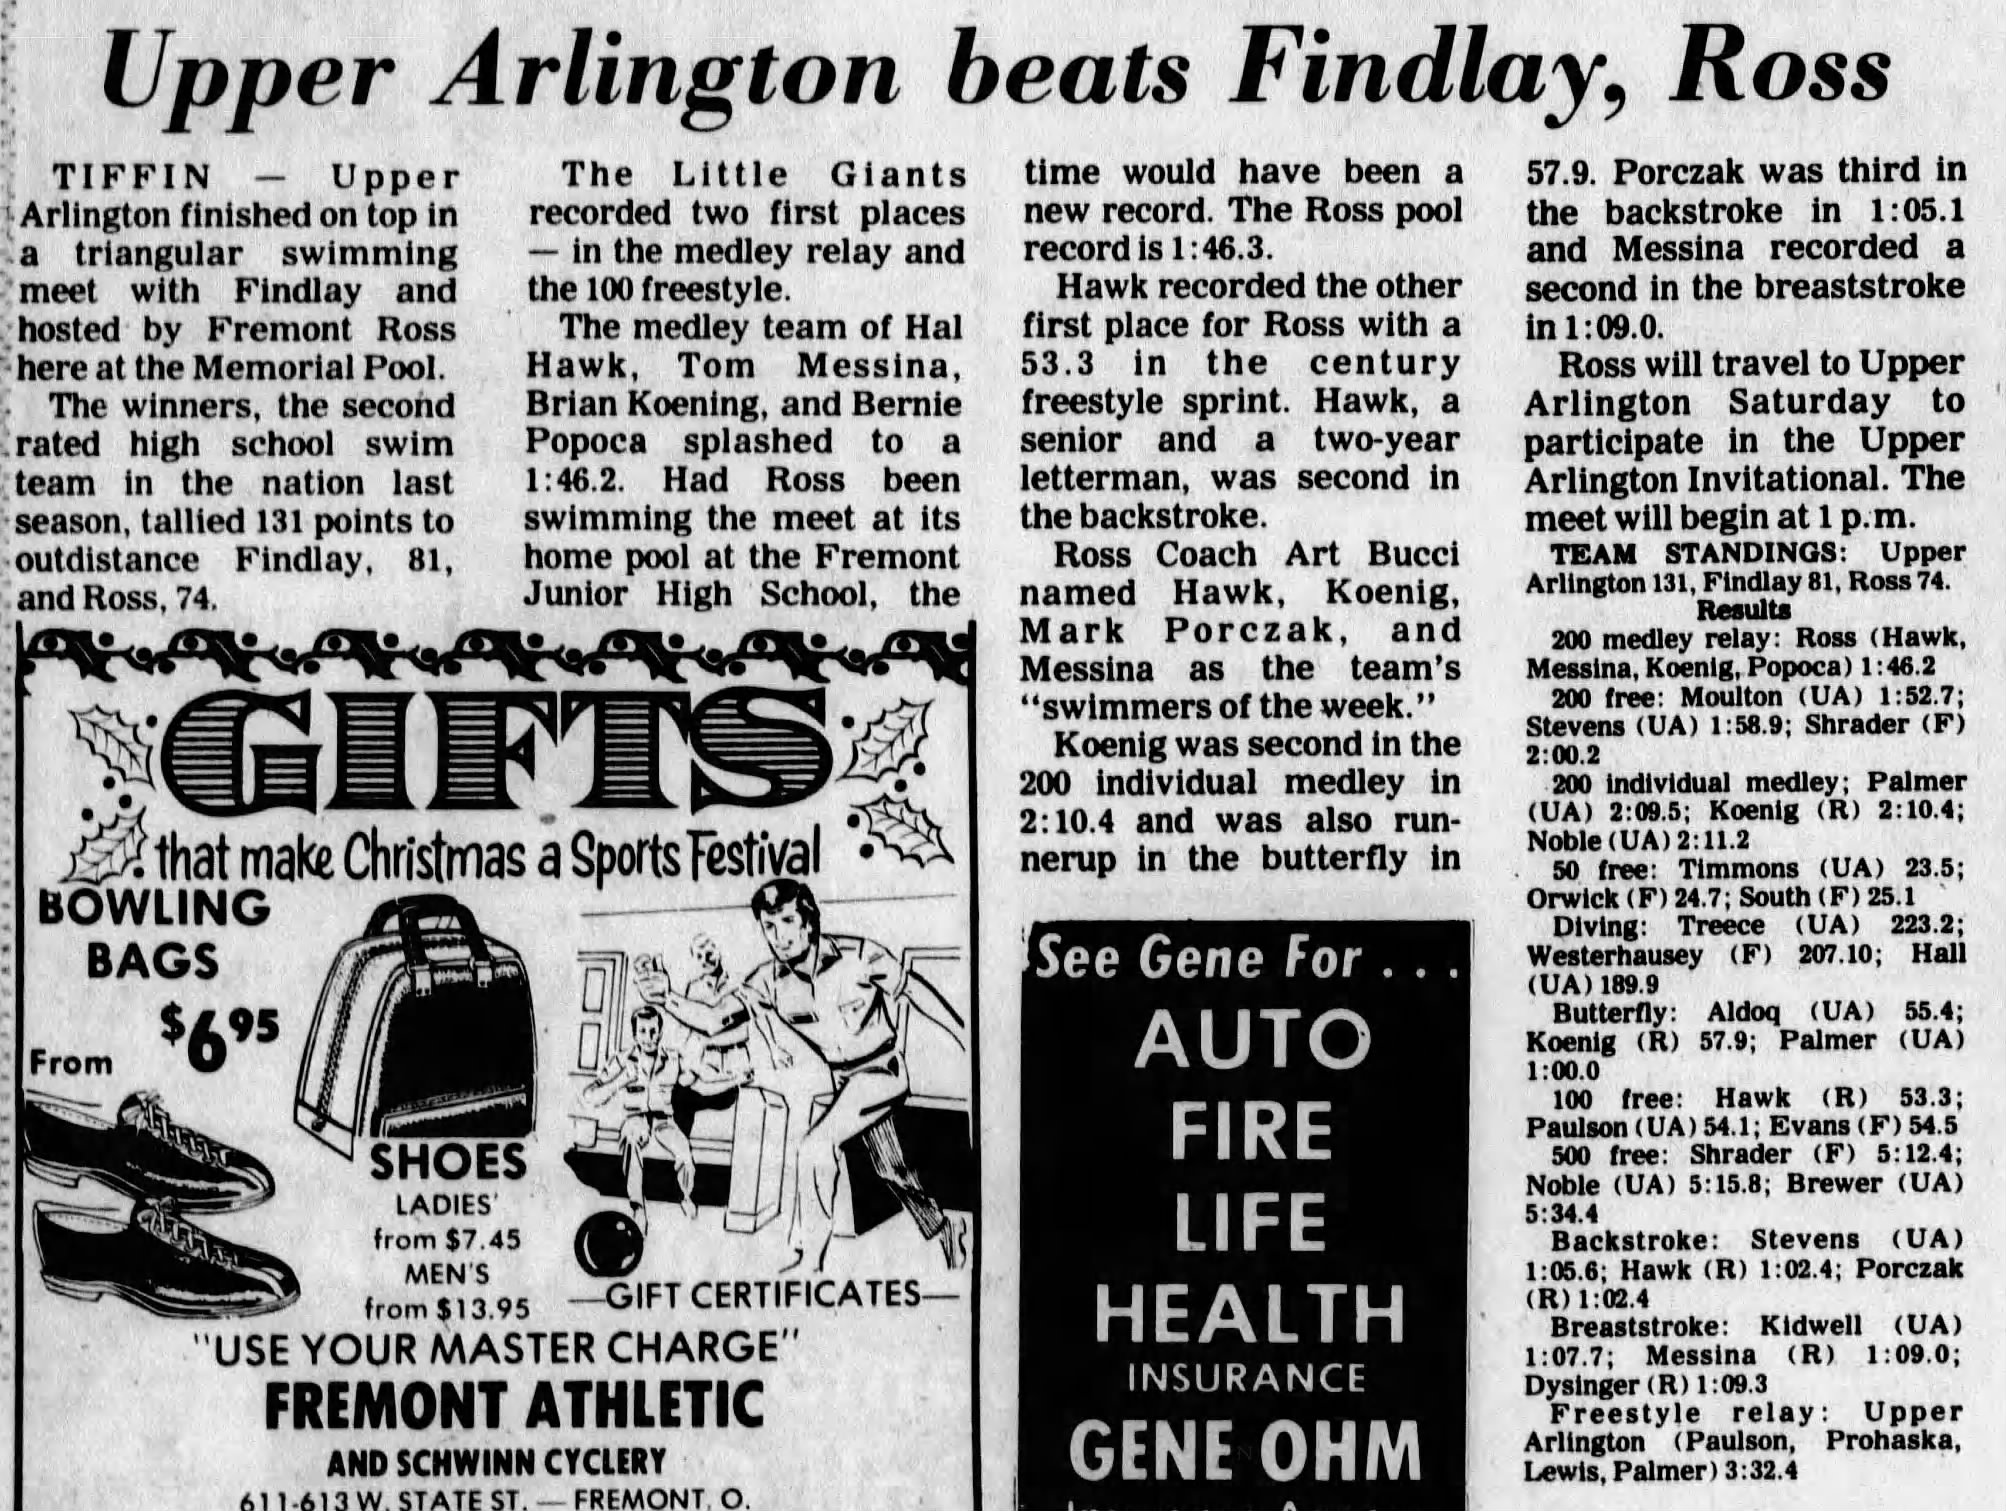 Upper Arlington beats Findlay, Ross
TIFFIN — Upper
Arlington finished on top in
a triangular swimming
meet with Findlay and
hosted by Fremont Ross
here at the Memorial Pool.
The winners, the second
rated high school swim
team in the nation last
season, tallied 131 points to
outdistance Findlay, 81,
and Ross, 74.
The Little Giants
recorded two first places
— in the medley relay and
the 100 freestyle.
The medley team of Hal
Hawk, Tom Messina,
Brian Koening, and Bernie
Popoca splashed to a
1:46.2. Had Ross been
swimming the meet at its
home pool at the Fremont
Junior High School, the
time would have been a
new record. The Ross pool
record is 1:46.3.
Hawk recorded the other
first place for Ross with a
53.3 in the century
freestyle sprint. Hawk, a
senior and a two-year
letterman, was second in
the backstroke.
Ross Coach Art Bucci
named Hawk, Koenig,
Mark Porczak, and
Messina as the team's
"swimmers of the week."
Koenig was second in the
200 individual medley in
2:10.4 and was also run-
nerup in the butterfly in
57.9. Porczak was third in
the backstroke in 1:05.1
and Messina recorded a
second in the breaststroke
in 1:09.0.
Ross will travel to Upper
Arlington Saturday to
participate in the Upper
Arlington Invitational. The
meet will begin at 1 p.m.
TEAM STANDINGS: Upper
Arlington 131, Findlay 81, Ross 74.
Results
200 medley relay: Ross (Hawk,
Messina, Koenig, Popoca) 1:46.2
200 free: Moulton (UA) 1:52.7;
Stevens (UA) 1:58.9; Shrader (F)
2:00.2
200 individual medley; Palmer
(UA) 2:09.5; Koenig (R) 2:10.4;
Noble (UA) 2:11.2
50 free: Timmons (UA) 23.5;
Orwick (F) 24.7; South (F) 25.1
Diving: Treece (UA) 223.2;
Westerhausey (F) 207.10; Hall
(UA) 189.9
Butterfly: Aldoq (UA) 55.4;
Koenig (R) 57.9; Palmer (UA)
1:00.0
100 free: Hawk (R) 53.3;
Paulson (UA) 54.1; Evans (F) 54.5
500 free: Shrader (F) 5:12.4;
Noble (UA) 5:15.8; Brewer (UA)
5:34.4
Backstroke: Stevens (UA)
1:05.6; Hawk (R) 1:02.4; Porczak
(R) 1:02.4
Breaststroke: Kidwell (UA)
1:07.7; Messina (R) 1:09.0;
Dysinger (R) 1:09.3
Freestyle relay: Upper
Arlington (Paulson, Prohaska,
Lewis, Palmer) 3:32.4
GIFTS
that make Christmas a Sports Festival
BOWLING
BAGS
From $6.95
SHOES
LADIES'
from $7.45
MEN'S
from $13.95
—GIFT CERTIFICATES—
"USE YOUR MASTER CHARGE"
FREMONT ATHLETIC
AND SCHWINN CYCLERY
611-613 W. STATE ST. — FREMONT, O.
See Gene For . . .
AUTO
FIRE
LIFE
HEALTH
INSURANCE
GENE OHM